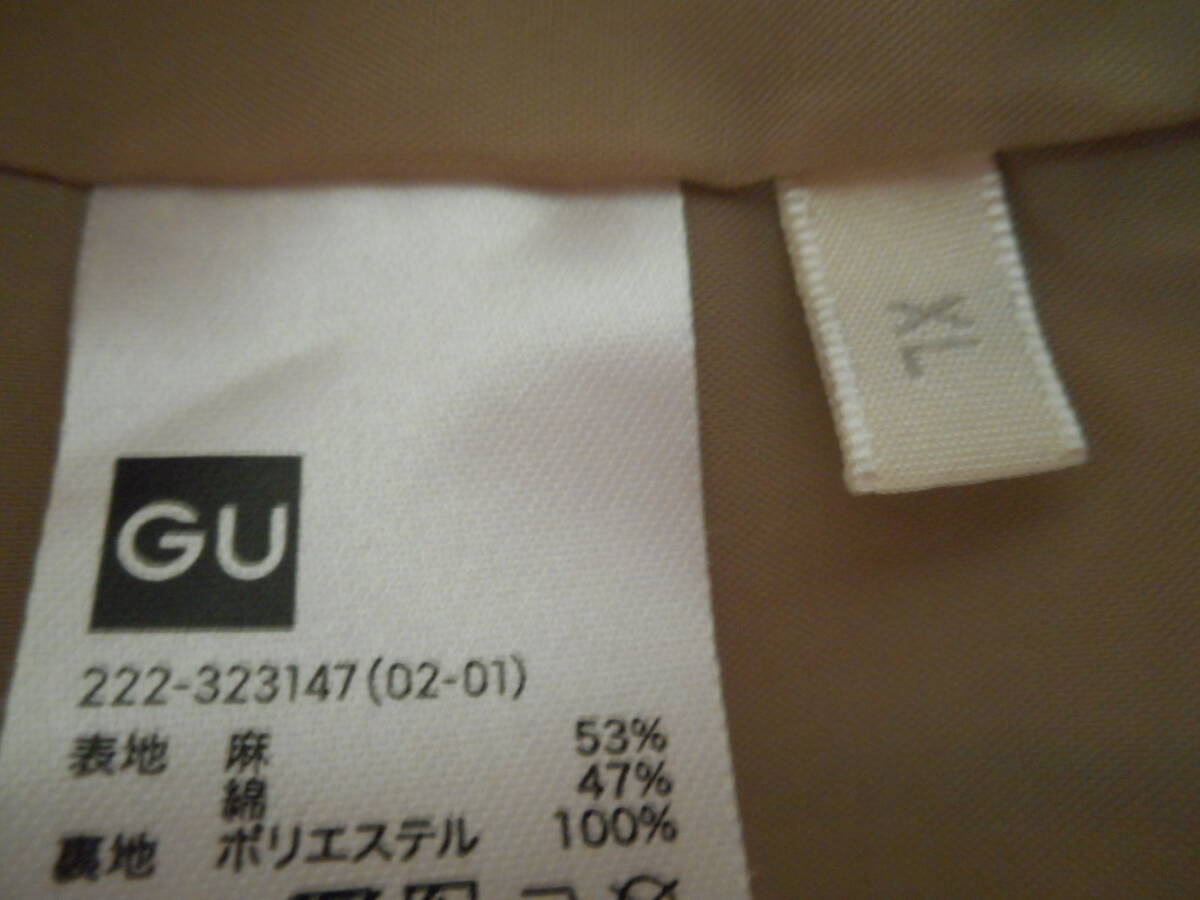 XL
GU
222-323147(02-01)
表地 麻 53%
綿 47%
裏地 ポリエステル 100%